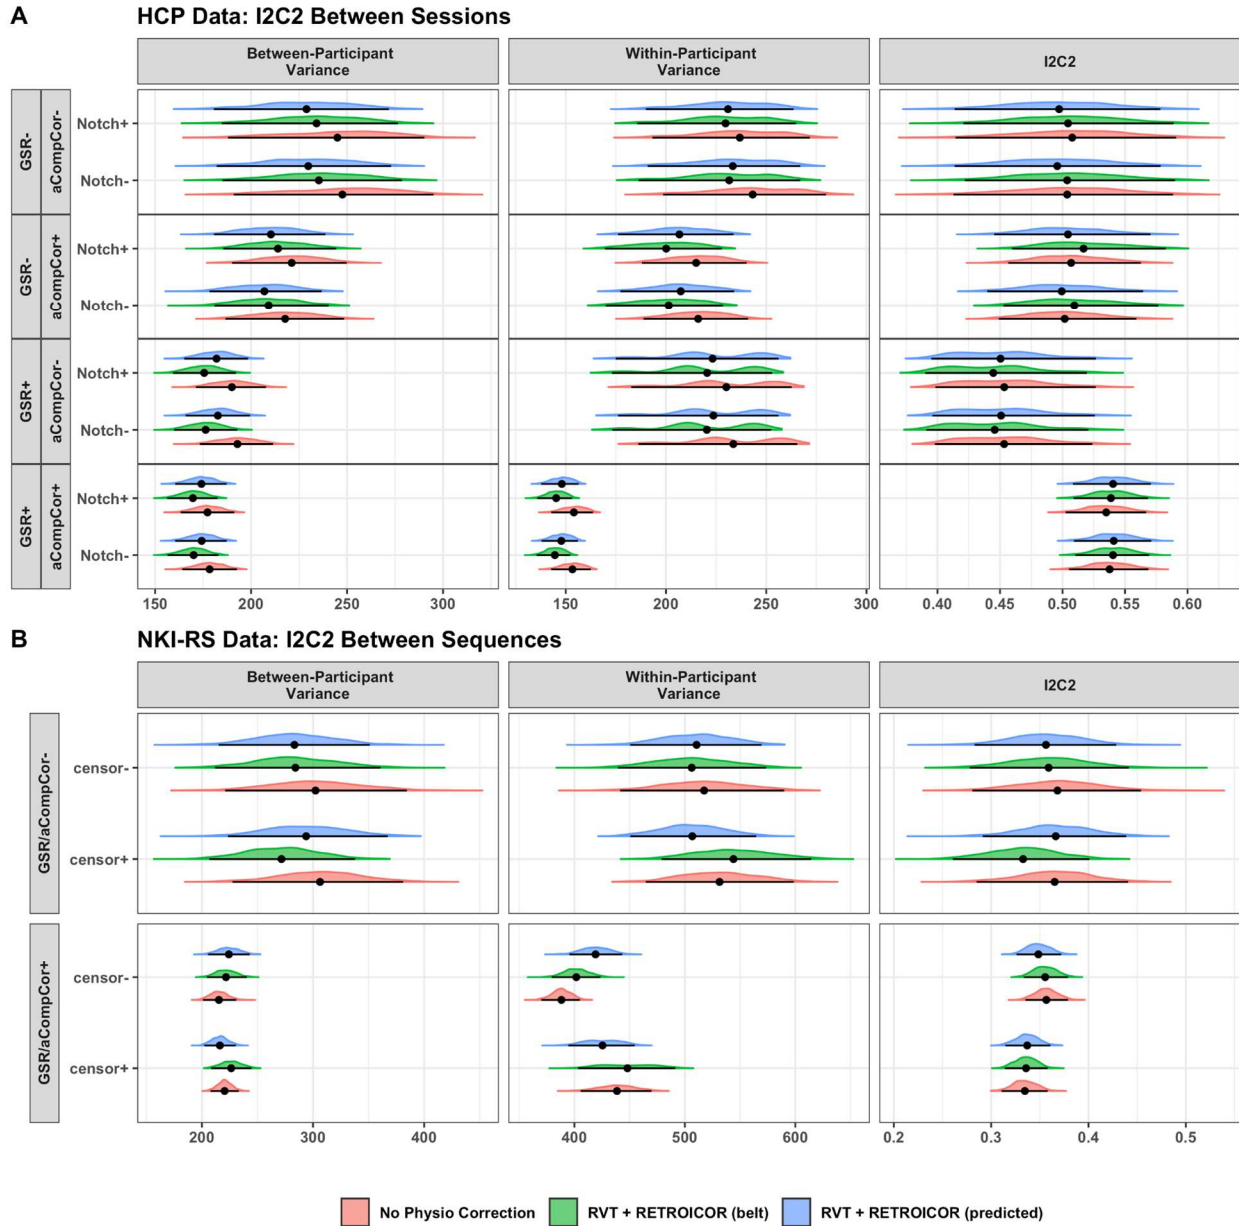 A
HCP Data: I2C2 Between Sessions
Between-Participant
Variance
Within-Participant
Variance
I2C2
GSR-
aCompCor-
Notch+
Notch-
GSR-
aCompCor+
Notch+
Notch-
GSR+
aCompCor-
Notch+
Notch-
GSR+
aCompCor+
Notch+
Notch-
150 200 250 300
150 200 250 300
0.40 0.45 0.50 0.55 0.60
B
NKI-RS Data: I2C2 Between Sequences
Between-Participant
Variance
Within-Participant
Variance
I2C2
GSR/aCompCor-
censor-
censor+
GSR/aCompCor+
censor-
censor+
200 300 400
400 500 600
0.2 0.3 0.4 0.5
No Physio Correction
RVT + RETROICOR (belt)
RVT + RETROICOR (predicted)